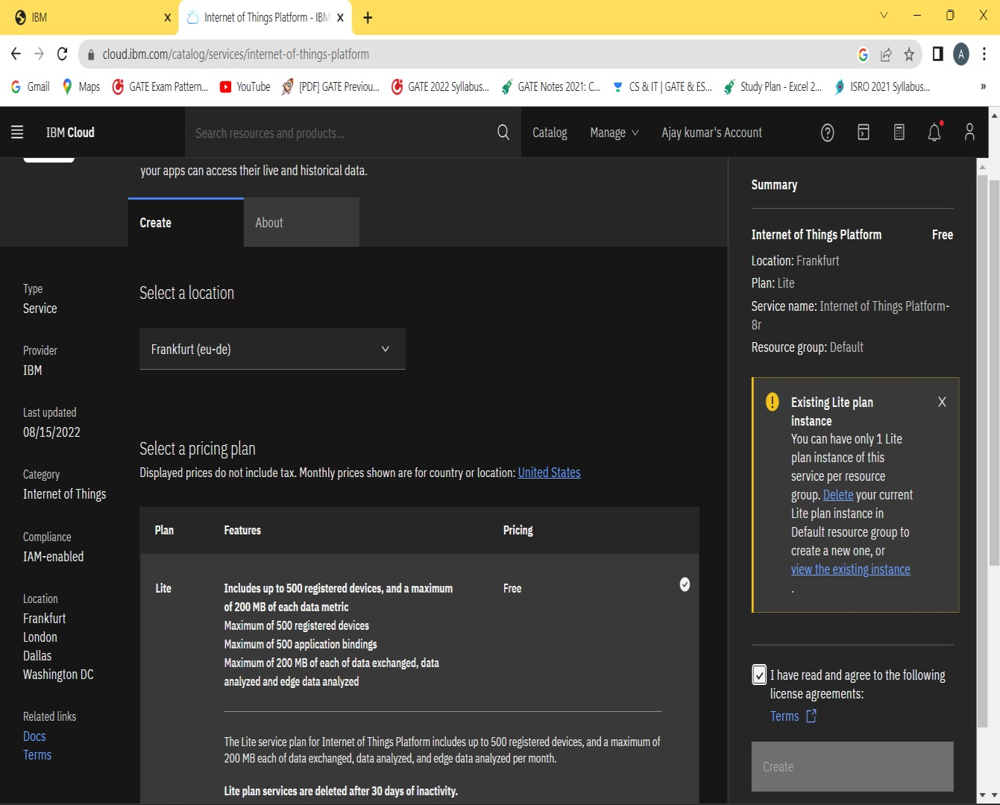 IBM
Internet of Things Platform - IBM
cloud.ibm.com/catalog/services/internet-of-things-platform
A
Gmail
Maps
GATE Exam Pattern...
YouTube
[PDF] GATE Previou...
GATE 2022 Syllabus...
GATE Notes 2021: C...
CS & IT | GATE & ES...
Study Plan - Excel 2...
ISRO 2021 Syllabus...
»
IBM Cloud
Search resources and products...
Catalog
Manage
Ajay kumar's Account
your apps can access their live and historical data.
Create
About
Type
Service
Provider
IBM
Last updated
08/15/2022
Category
Internet of Things
Compliance
IAM-enabled
Location
Frankfurt
London
Dallas
Washington DC
Related links
Docs
Terms
Select a location
Frankfurt (eu-de)
Select a pricing plan
Displayed prices do not include tax. Monthly prices shown are for country or location: United States
Plan Features Pricing
Lite
Includes up to 500 registered devices, and a maximum
of 200 MB of each data metric
Maximum of 500 registered devices
Maximum of 500 application bindings
Maximum of 200 MB of each of data exchanged, data
analyzed and edge data analyzed
Free
The Lite service plan for Internet of Things Platform includes up to 500 registered devices, and a maximum of
200 MB each of data exchanged, data analyzed, and edge data analyzed per month.
Lite plan services are deleted after 30 days of inactivity.
Summary
Internet of Things Platform Free
Location: Frankfurt
Plan: Lite
Service name: Internet of Things Platform-
8r
Resource group: Default
Existing Lite plan
instance
You can have only 1 Lite
plan instance of this
service per resource
group. Delete your current
Lite plan instance in
Default resource group to
create a new one, or
view the existing instance
.
I have read and agree to the following
license agreements:
Terms
Create